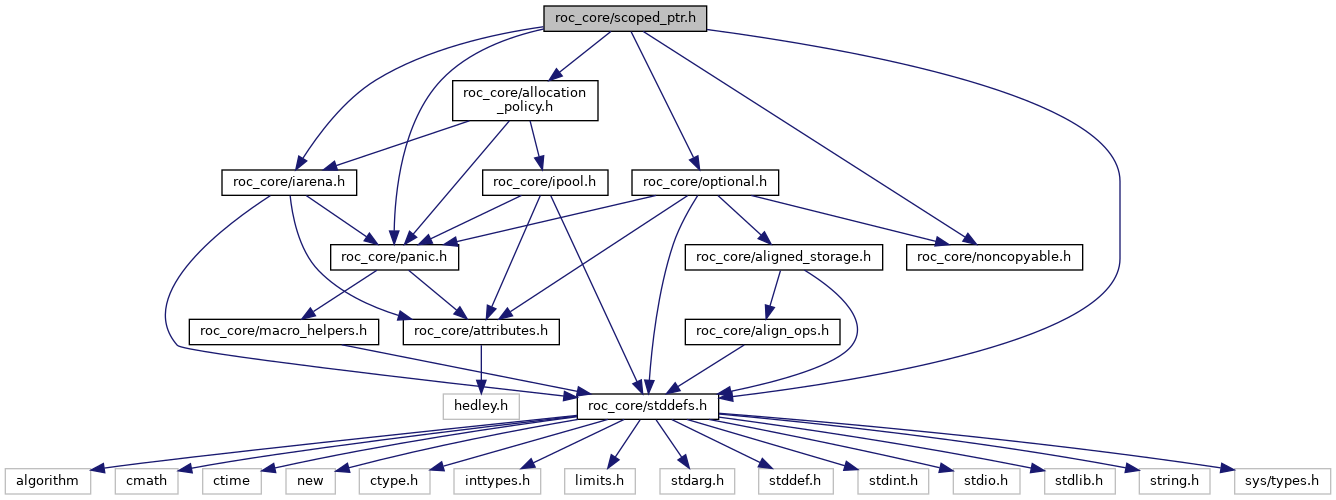 roc_core/scoped_ptr.h
roc_core/allocation
_policy.h
roc_core/iarena.h
roc_core/ipool.h
roc_core/optional.h
roc_core/panic.h
roc_core/aligned_storage.h
roc_core/noncopyable.h
roc_core/macro_helpers.h
roc_core/attributes.h
roc_core/align_ops.h
hedley.h
roc_core/stddefs.h
algorithm
cmath
ctime
new
ctype.h
inttypes.h
limits.h
stdarg.h
stddef.h
stdint.h
stdio.h
stdlib.h
string.h
sys/types.h